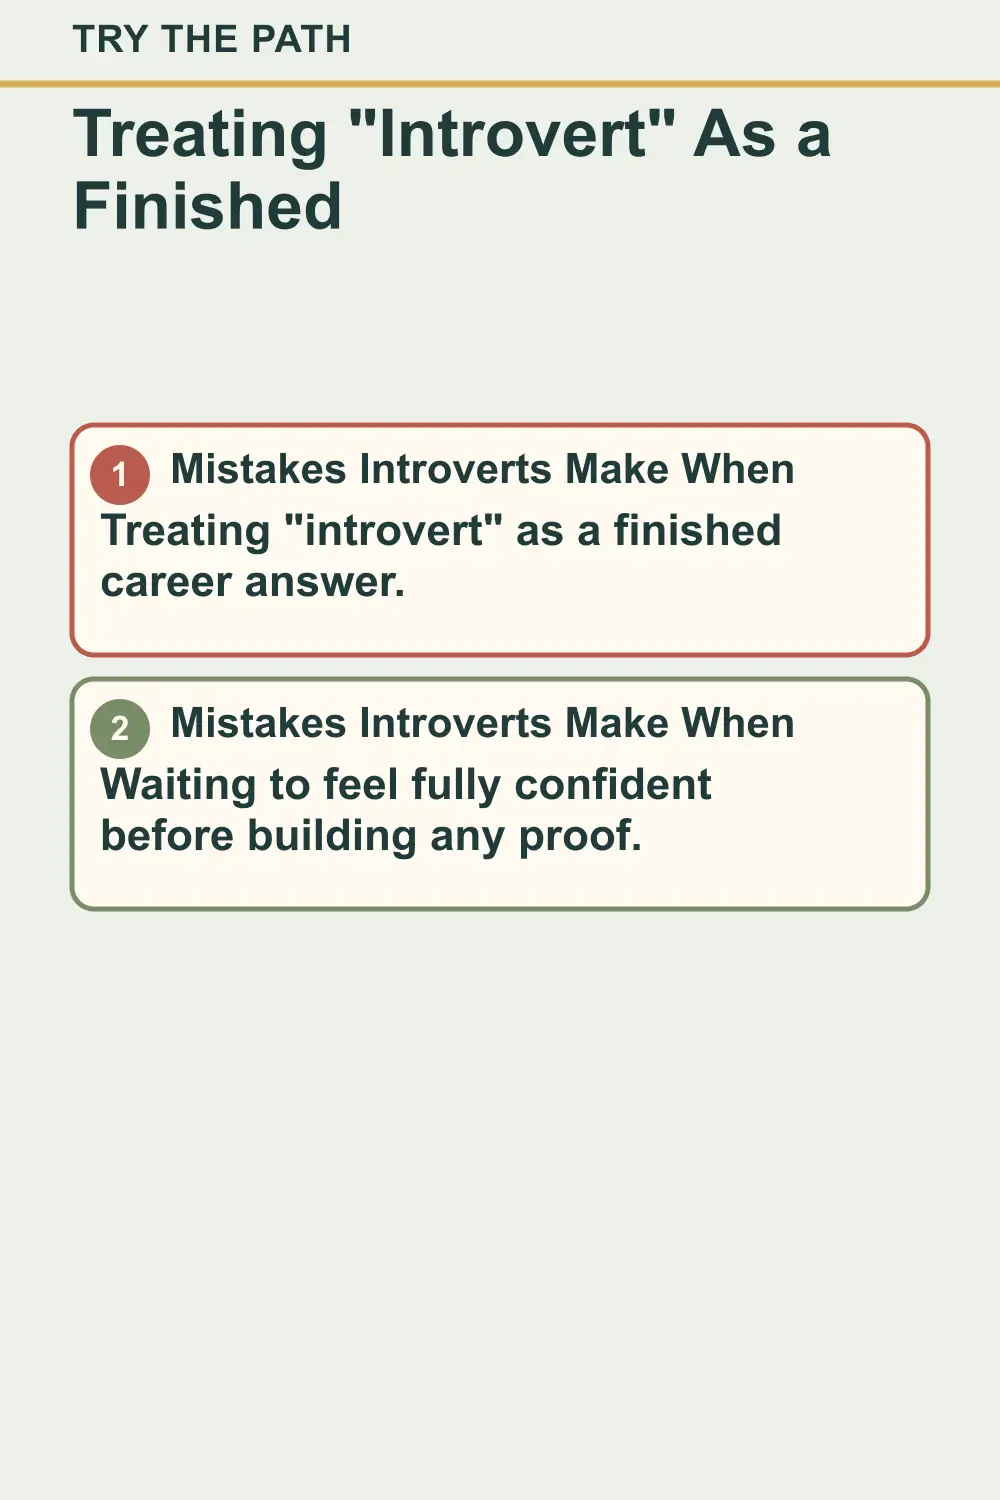 TRY THE PATH
Treating "Introvert" As a
Finished
1 Mistakes Introverts Make When
Treating "introvert" as a finished
career answer.
2 Mistakes Introverts Make When
Waiting to feel fully confident
before building any proof.